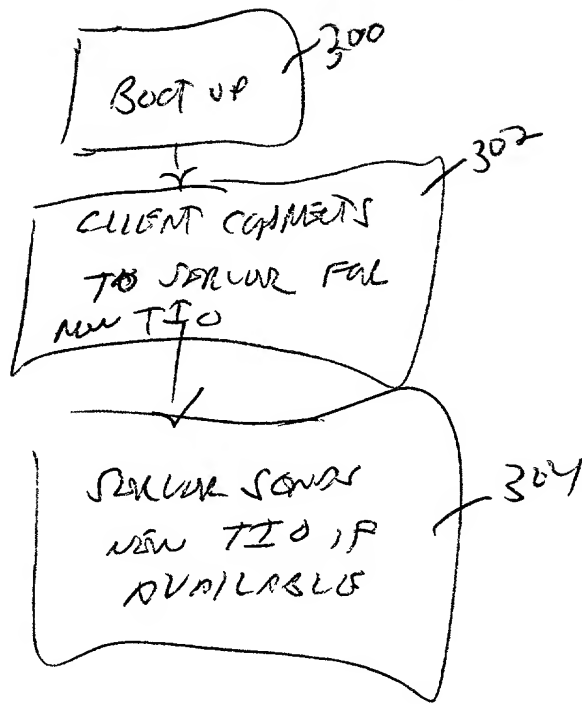 300
BOOT UP
302
CLIENT CONNECTS
TO SERVER FOR
NEW TIO
304
SERVER SENDS
NEW TIO IF
AVAILABLE